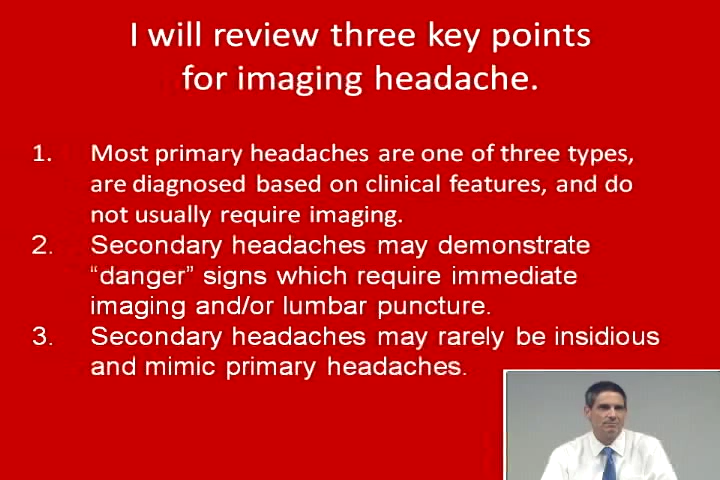 I will review three key points
for imaging headache.
1. Most primary headaches are one of three types,
are diagnosed based on clinical features, and do
not usually require imaging.
2. Secondary headaches may demonstrate
“danger” signs which require immediate
imaging and/or lumbar puncture.
3. Secondary headaches may rarely be insidious
and mimic primary headaches.